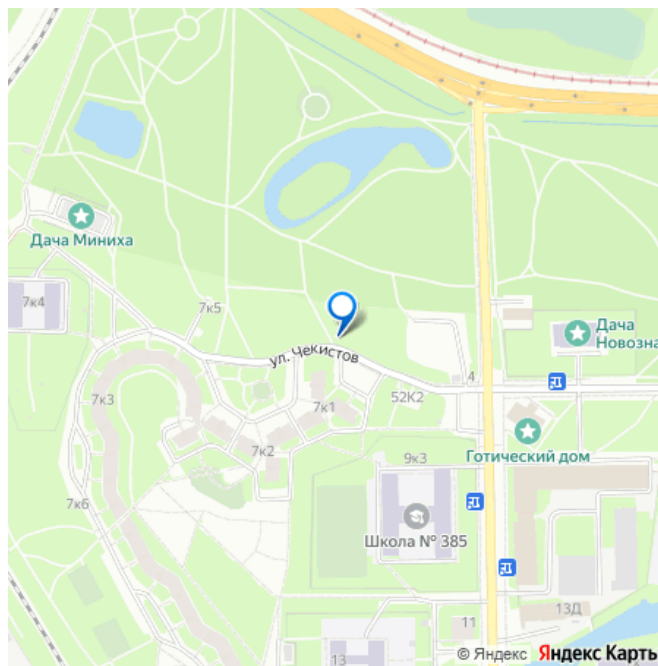 Дача Миниха
7к4
7к5
ул. Чекистов
Дача
Новозна
4
7к3
7к1
52К2
7к2
Готический дом
9к3
7к6
Школа № 385
13Д
11
13
© Яндекс Яндекс Карть